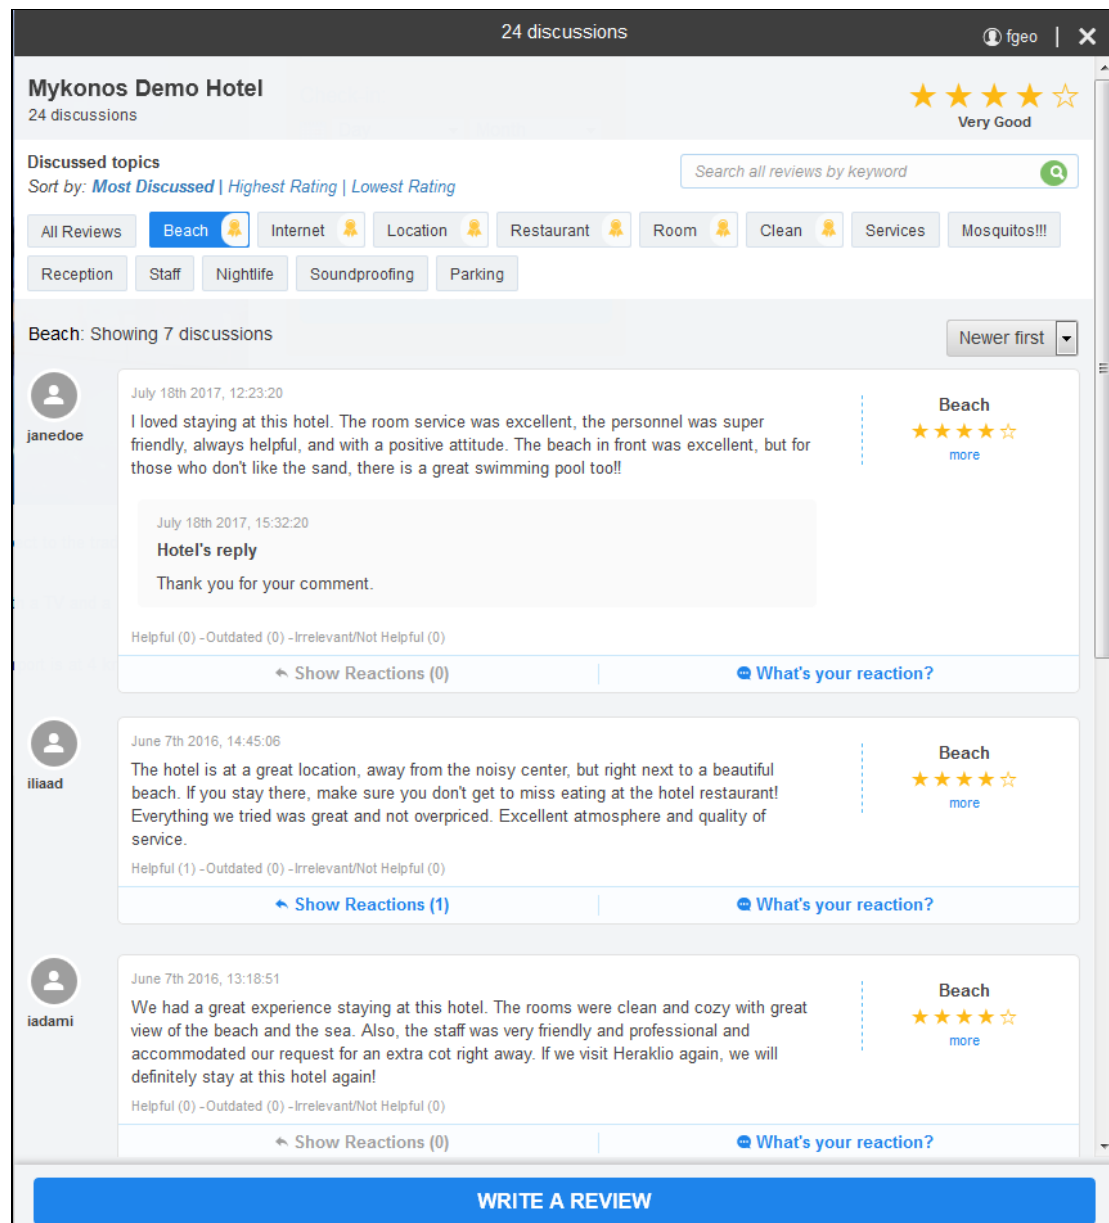 24 discussions
fgeo | ×
Mykonos Demo Hotel
24 discussions
Very Good
Discussed topics
Sort by: Most Discussed | Highest Rating | Lowest Rating
Search all reviews by keyword
All Reviews Beach Internet Location Restaurant Room Clean Services Mosquitos!!!
Reception Staff Nightlife Soundproofing Parking
Beach: Showing 7 discussions
Newer first
janedoe
July 18th 2017, 12:23:20
I loved staying at this hotel. The room service was excellent, the personnel was super
friendly, always helpful, and with a positive attitude. The beach in front was excellent, but for
those who don't like the sand, there is a great swimming pool too!!
Beach
more
July 18th 2017, 15:32:20
Hotel's reply
Thank you for your comment.
Helpful (0) -Outdated (0) -Irrelevant/Not Helpful (0)
Show Reactions (0) What's your reaction?
iliaad
June 7th 2016, 14:45:06
The hotel is at a great location, away from the noisy center, but right next to a beautiful
beach. If you stay there, make sure you don't get to miss eating at the hotel restaurant!
Everything we tried was great and not overpriced. Excellent atmosphere and quality of
service.
Beach
more
Helpful (1) -Outdated (0) -Irrelevant/Not Helpful (0)
Show Reactions (1) What's your reaction?
iadami
June 7th 2016, 13:18:51
We had a great experience staying at this hotel. The rooms were clean and cozy with great
view of the beach and the sea. Also, the staff was very friendly and professional and
accommodated our request for an extra cot right away. If we visit Heraklio again, we will
definitely stay at this hotel again!
Beach
more
Helpful (0) -Outdated (0) -Irrelevant/Not Helpful (0)
Show Reactions (0) What's your reaction?
WRITE A REVIEW